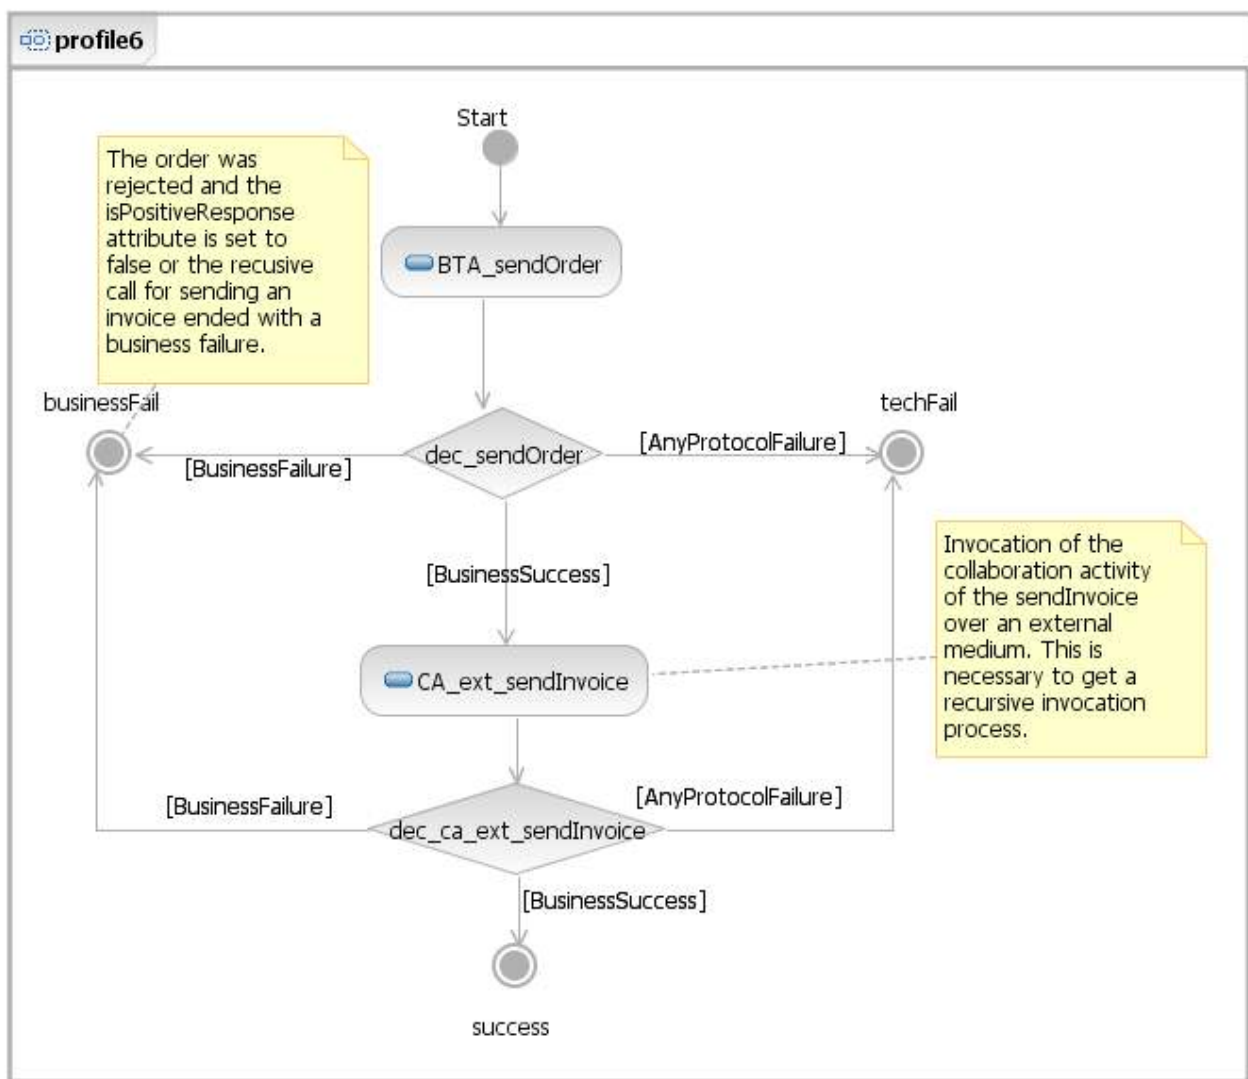 profile6
Start
The order was
rejected and the
isPositiveResponse
attribute is set to
false or the recusive
call for sending an
invoice ended with a
business failure.
BTA_sendOrder
businessFail
techFail
[AnyProtocolFailure]
dec_sendOrder
[BusinessFailure]
[BusinessSuccess]
Invocation of the
collaboration activity
of the sendInvoice
over an external
medium. This is
necessary to get a
recursive invocation
process.
CA_ext_sendInvoice
[BusinessFailure]
[AnyProtocolFailure]
dec_ca_ext_sendInvoice
[BusinessSuccess]
success